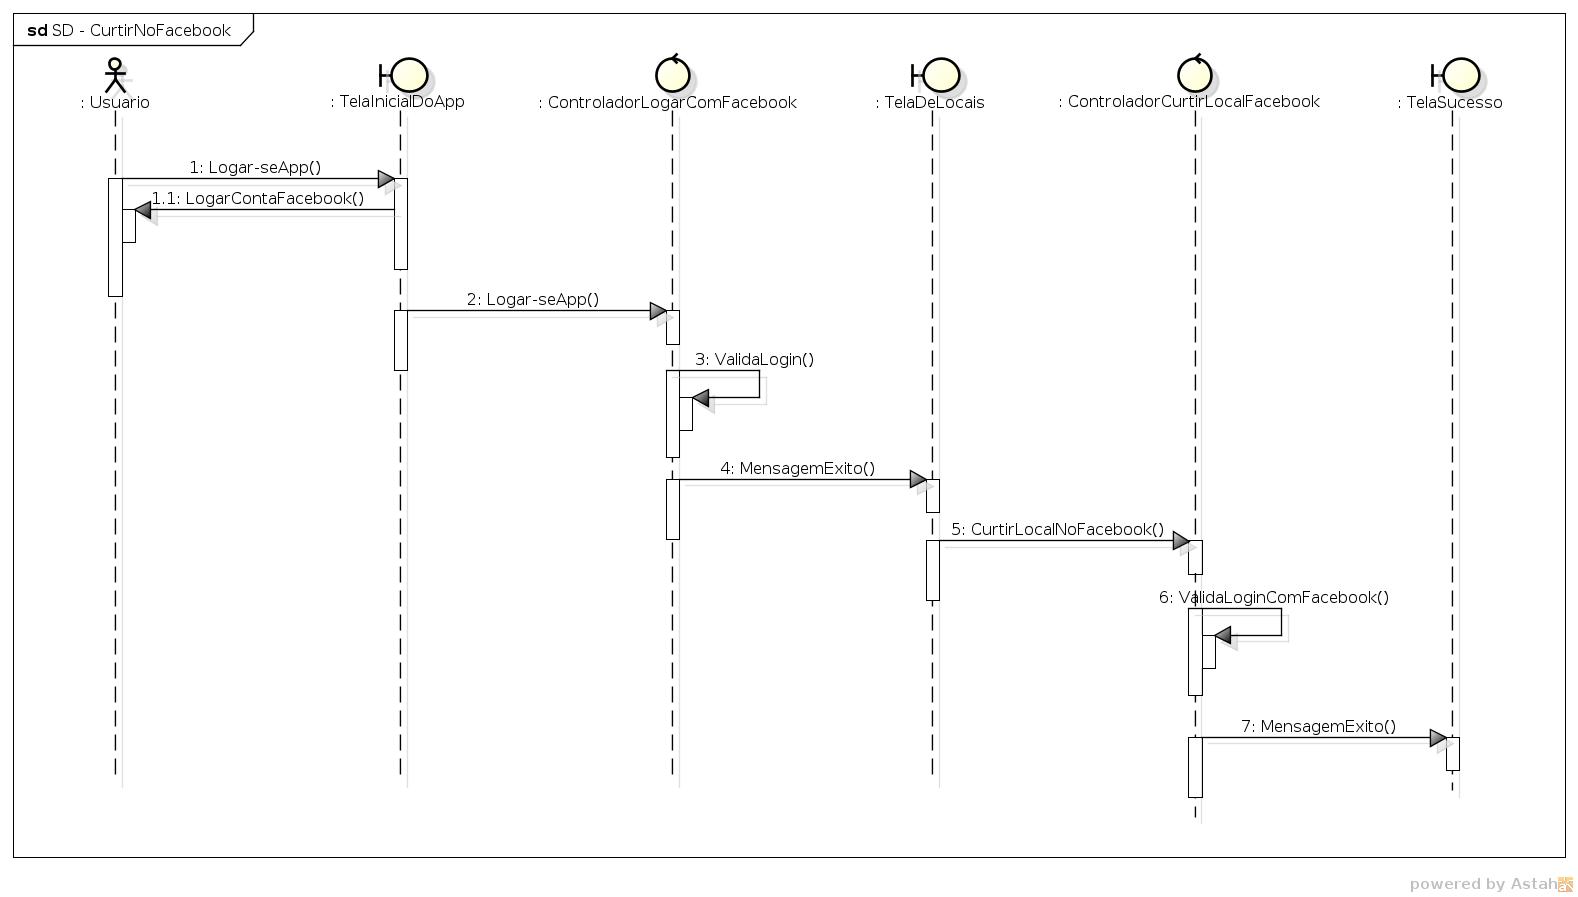 sd SD - CurtirNoFacebook
: Usuario
: TelaInicialDoApp
: ControladorLogarComFacebook
: TelaDeLocais
: ControladorCurtirLocalFacebook
: TelaSucesso
1: Logar-seApp()
1.1: LogarContaFacebook()
2: Logar-seApp()
3: ValidaLogin()
4: MensagemExito()
5: CurtirLocalNoFacebook()
6: ValidaLoginComFacebook()
7: MensagemExito()
powered by Astah